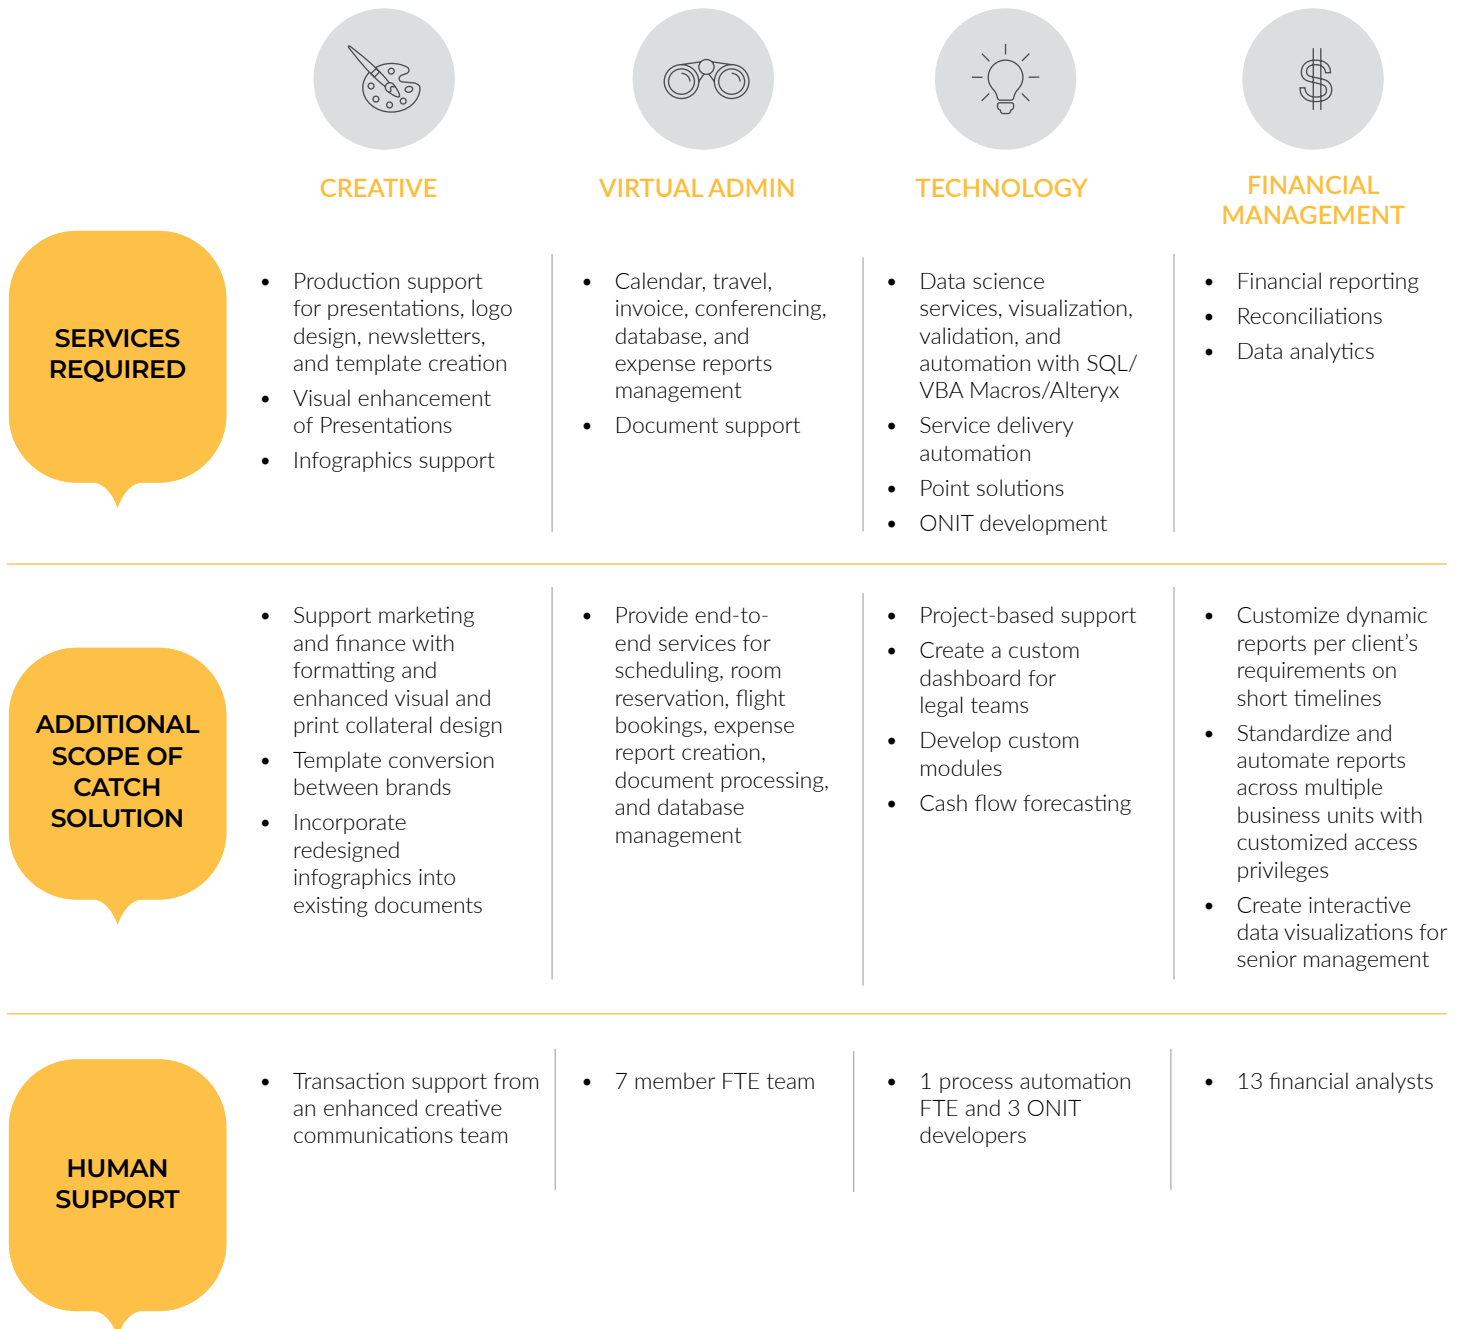 CREATIVE
VIRTUAL ADMIN
TECHNOLOGY
FINANCIAL
MANAGEMENT
SERVICES
REQUIRED
• Production support
for presentations, logo
design, newsletters,
and template creation
• Visual enhancement
of Presentations
• Infographics support
• Calendar, travel,
invoice, conferencing,
database, and
expense reports
management
• Document support
• Data science
services, visualization,
validation, and
automation with SQL/
VBA Macros/Alteryx
• Service delivery
automation
• Point solutions
• ONIT development
• Financial reporting
• Reconciliations
• Data analytics
ADDITIONAL
SCOPE OF
CATCH
SOLUTION
• Support marketing
and finance with
formatting and
enhanced visual and
print collateral design
• Template conversion
between brands
• Incorporate
redesigned
infographics into
existing documents
• Provide end-to-
end services for
scheduling, room
reservation, flight
bookings, expense
report creation,
document processing,
and database
management
• Project-based support
• Create a custom
dashboard for
legal teams
• Develop custom
modules
• Cash flow forecasting
• Customize dynamic
reports per client’s
requirements on
short timelines
• Standardize and
automate reports
across multiple
business units with
customized access
privileges
• Create interactive
data visualizations for
senior management
HUMAN
SUPPORT
• Transaction support from
an enhanced creative
communications team
• 7 member FTE team
• 1 process automation
FTE and 3 ONIT
developers
• 13 financial analysts